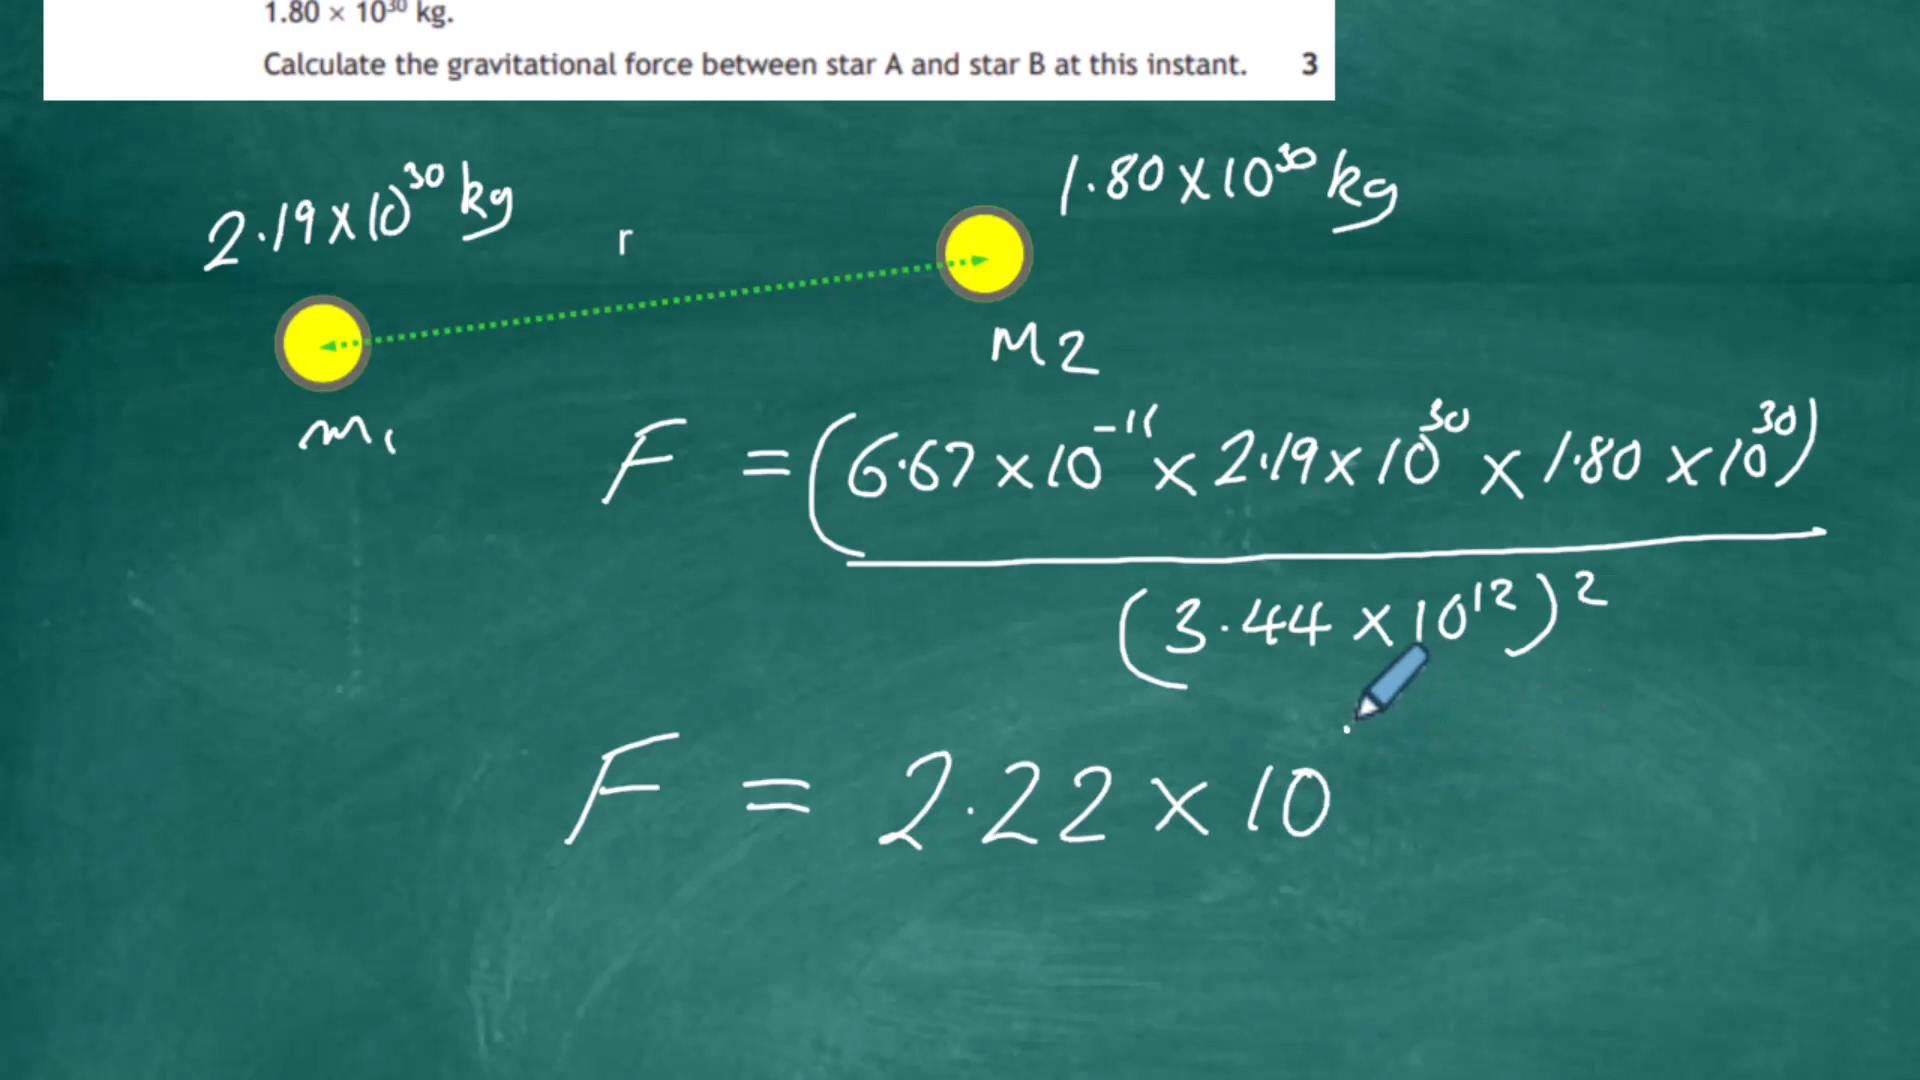 1.80 × 10³⁰ kg.
Calculate the gravitational force between star A and star B at this instant. 3
2.19 x 10³⁰ kg
1.80 x 10³⁰ kg
r
M2
m₁
F = (6.67 x 10⁻¹¹ x 2.19 x 10³⁰ x 1.80 x 10³⁰)
(3.44 x 10¹²)²
F = 2.22 x 10